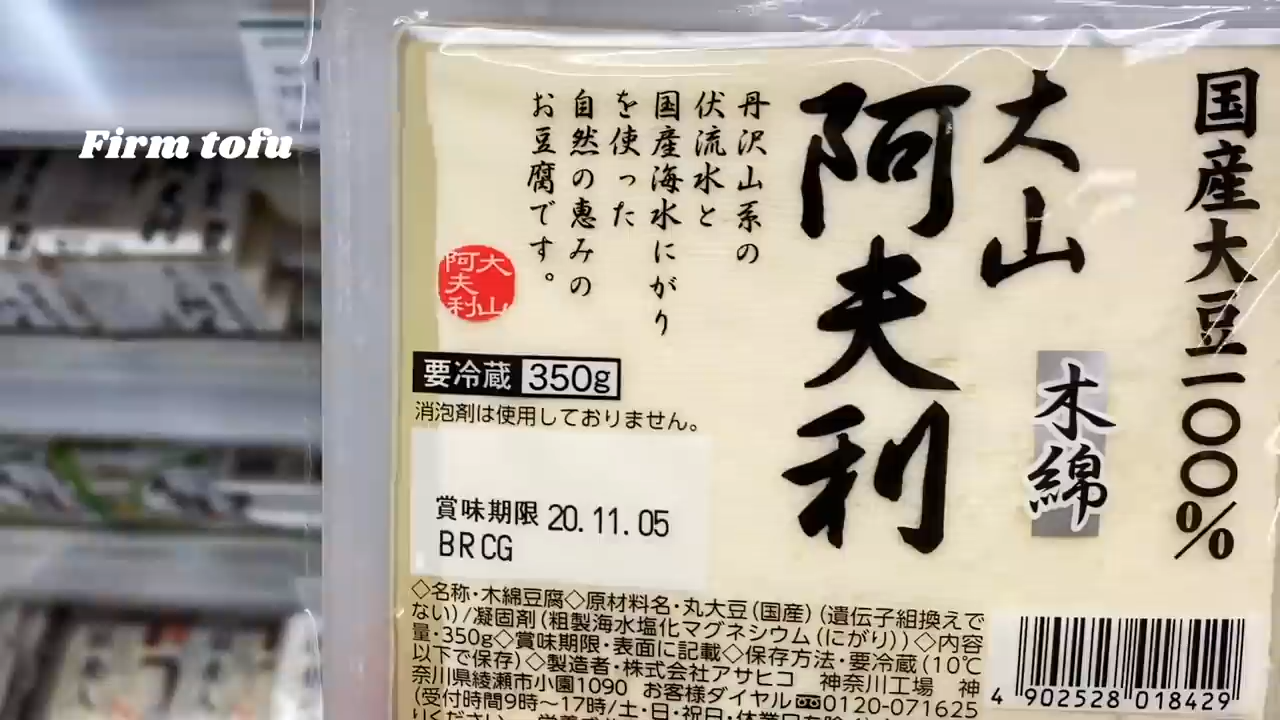 Firm tofu
国産大豆一〇〇%
大山
阿夫利
木綿
丹沢山系の
伏流水と
国産海水にがり
を使った
自然の恵みの
お豆腐です。
大山
阿夫利
要冷蔵 350g
消泡剤は使用しておりません。
賞味期限 20.11.05
BRCG
◇名称・木綿豆腐◇原材料名・丸大豆(国産)(遺伝子組換えで
ない)/凝固剤(粗製海水塩化マグネシウム(にがり))◇内容
量・350g◇賞味期限・表面に記載◇保存方法・要冷蔵(10℃
以下で保存)◇製造者・株式会社アサヒコ 神奈川工場 神
奈川県綾瀬市小園1090 お客様ダイヤル 0120-071625
(受付時間9時〜17時/土・日・祝日・休業日を除く)
4 902528 018429